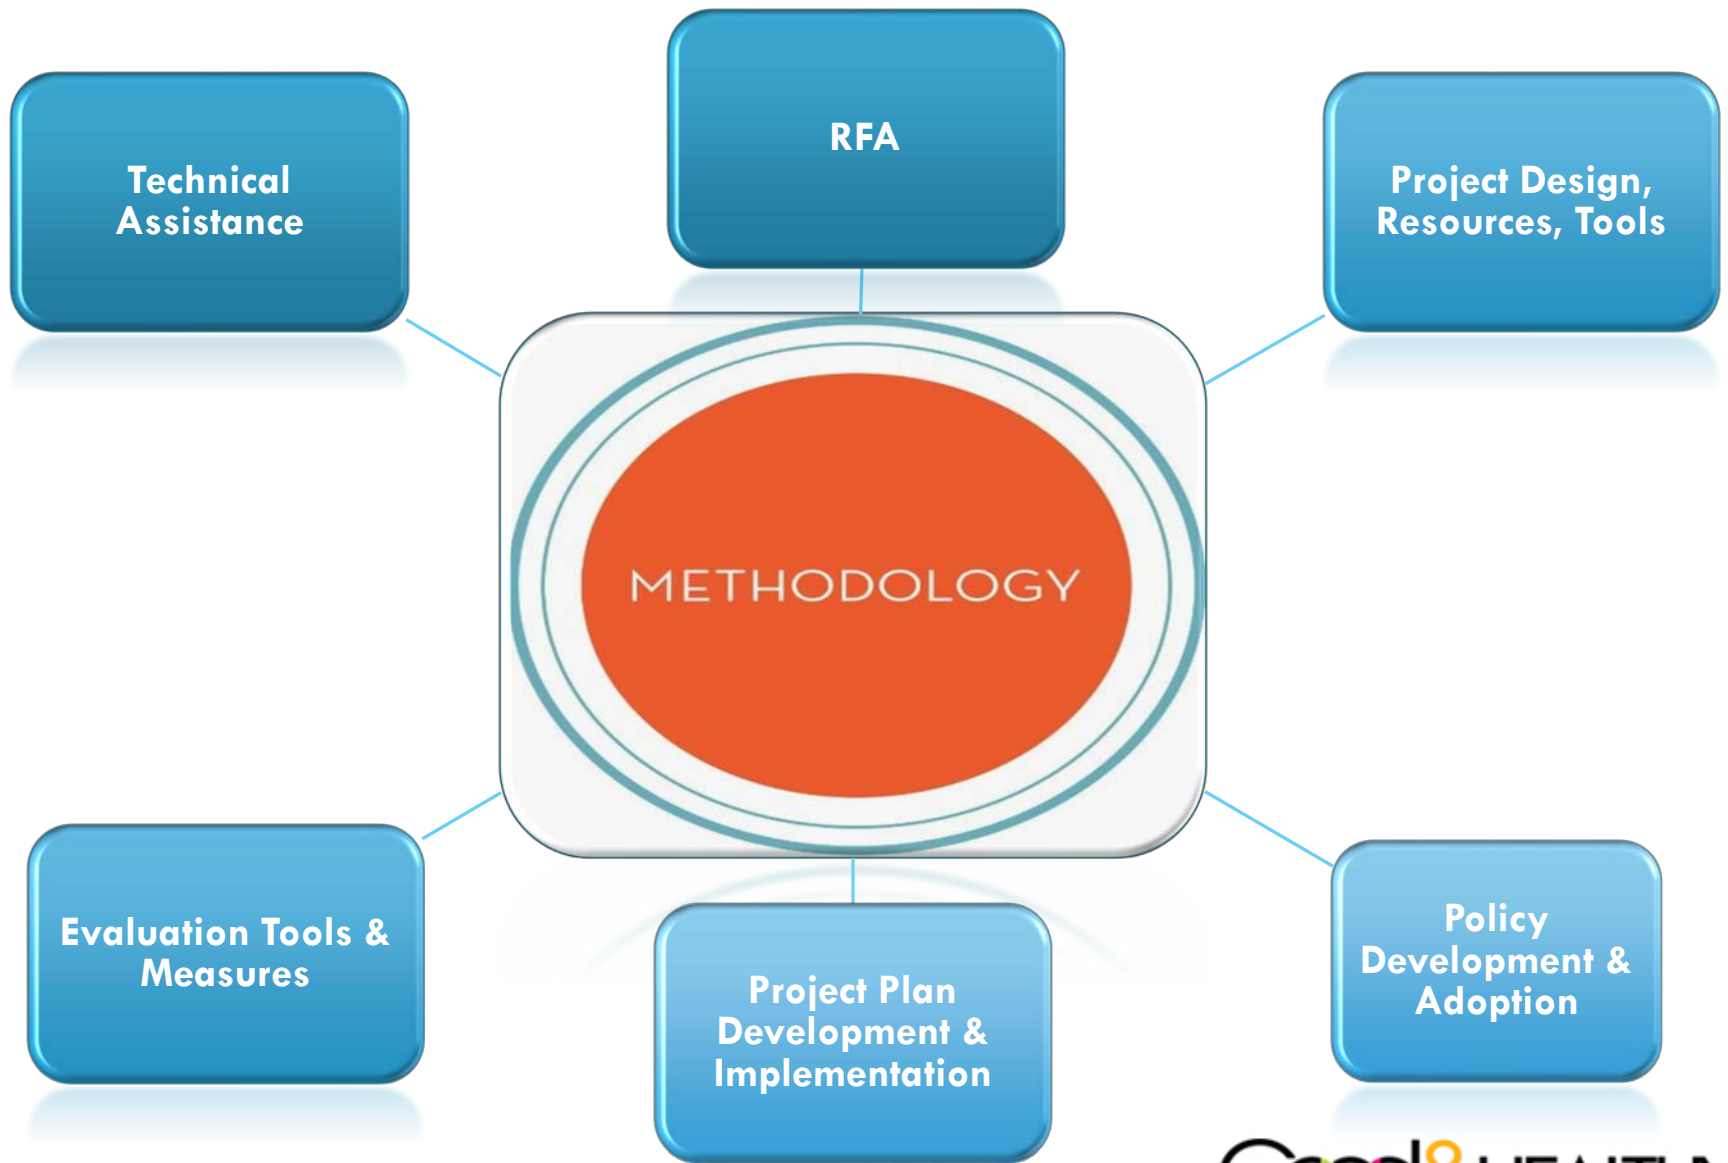 RFA
Technical
Assistance
Project Design,
Resources, Tools
METHODOLOGY
Evaluation Tools &
Measures
Project Plan
Development &
Implementation
Policy
Development &
Adoption